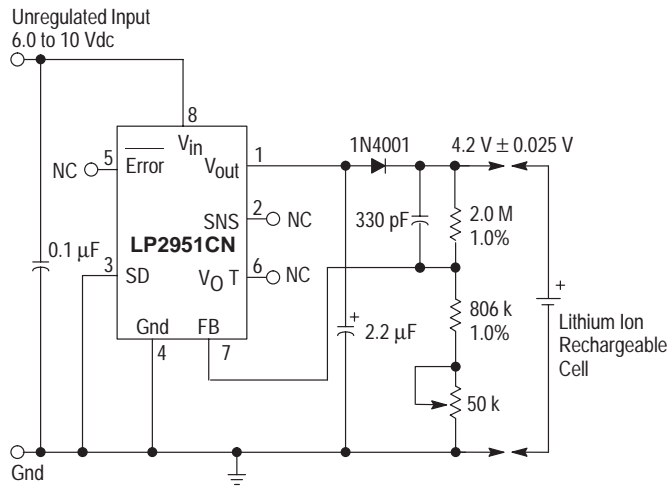 Unregulated Input
6.0 to 10 Vdc
8
Vin
5
NC
Error
Vout
1
1N4001
4.2 V ± 0.025 V
SNS
2
NC
330 pF
2.0 M
1.0%
LP2951CN
0.1 µF
3
SD
VO T
6
NC
806 k
1.0%
Gnd
FB
4
7
2.2 µF
+
+
Lithium Ion
Rechargeable
Cell
50 k
Gnd